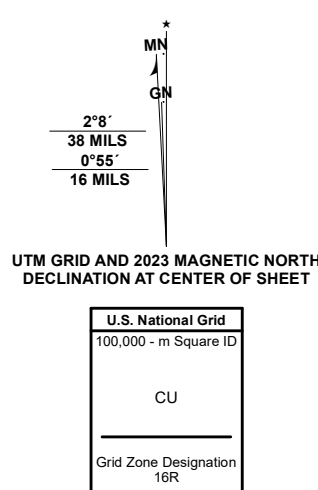 MN
GN
2°8´
38 MILS
0°55´
16 MILS
UTM GRID AND 2023 MAGNETIC NORTH
DECLINATION AT CENTER OF SHEET
U.S. National Grid
100,000 - m Square ID
CU
Grid Zone Designation
16R